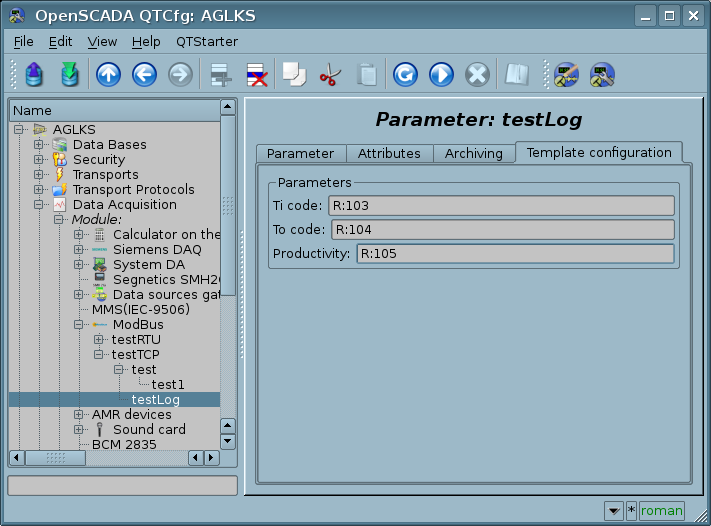 OpenSCADA QTCfg: AGLKS
File Edit View Help QTStarter
Name
AGLKS
Data Bases
Security
Transports
Transport Protocols
Data Acquisition
Module:
Calculator on the
Siemens DAQ
System DA
Segnetics SMH2
Data sources gat
MMS(IEC-9506)
ModBus
testRTU
testTCP
test
test1
testLog
AMR devices
Sound card
BCM 2835
Parameter: testLog
Parameter Attributes Archiving Template configuration
Parameters
Ti code: R:103
To code: R:104
Productivity: R:105
* roman